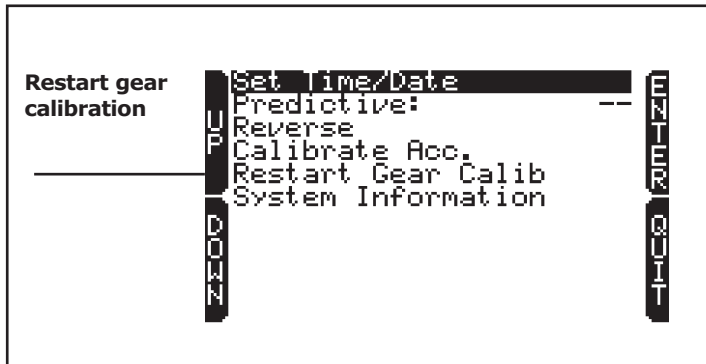 Restart gear
calibration
UP
DOWN
Set Time/Date
Predictive: --
Reverse
Calibrate Acc.
Restart Gear Calib
System Information
ENTER
QUIT